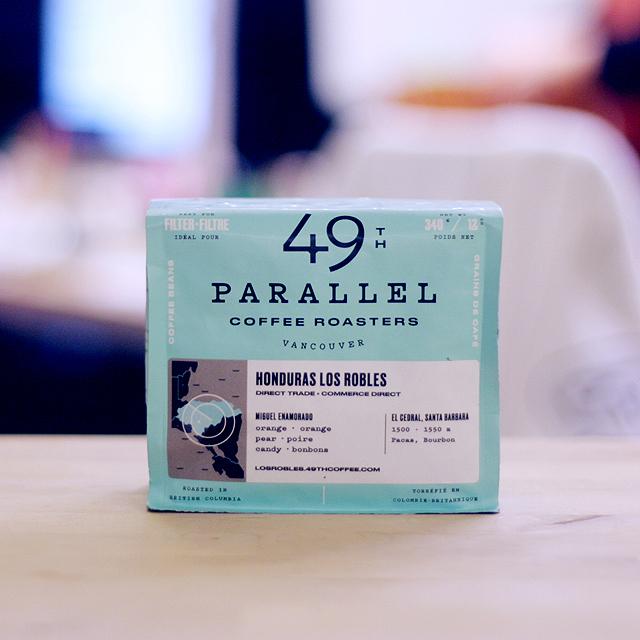 FILTER·FILTRE
IDÉAL POUR
340 g / 12
POIDS NET
49TH
PARALLEL
COFFEE ROASTERS
VANCOUVER
COFFEE BEANS
GRAINS DE CAFÉ
HONDURAS LOS ROBLES
DIRECT TRADE · COMMERCE DIRECT
MIGUEL ENAMORADO
orange · orange
pear · poire
candy · bonbons
EL CEDRAL, SANTA BARBARA
1500 - 1550 m
Pacas, Bourbon
LOSROBLES.49THCOFFEE.COM
ROASTED IN
BRITISH COLUMBIA
TORRÉFIÉ EN
COLOMBIE-BRITANNIQUE